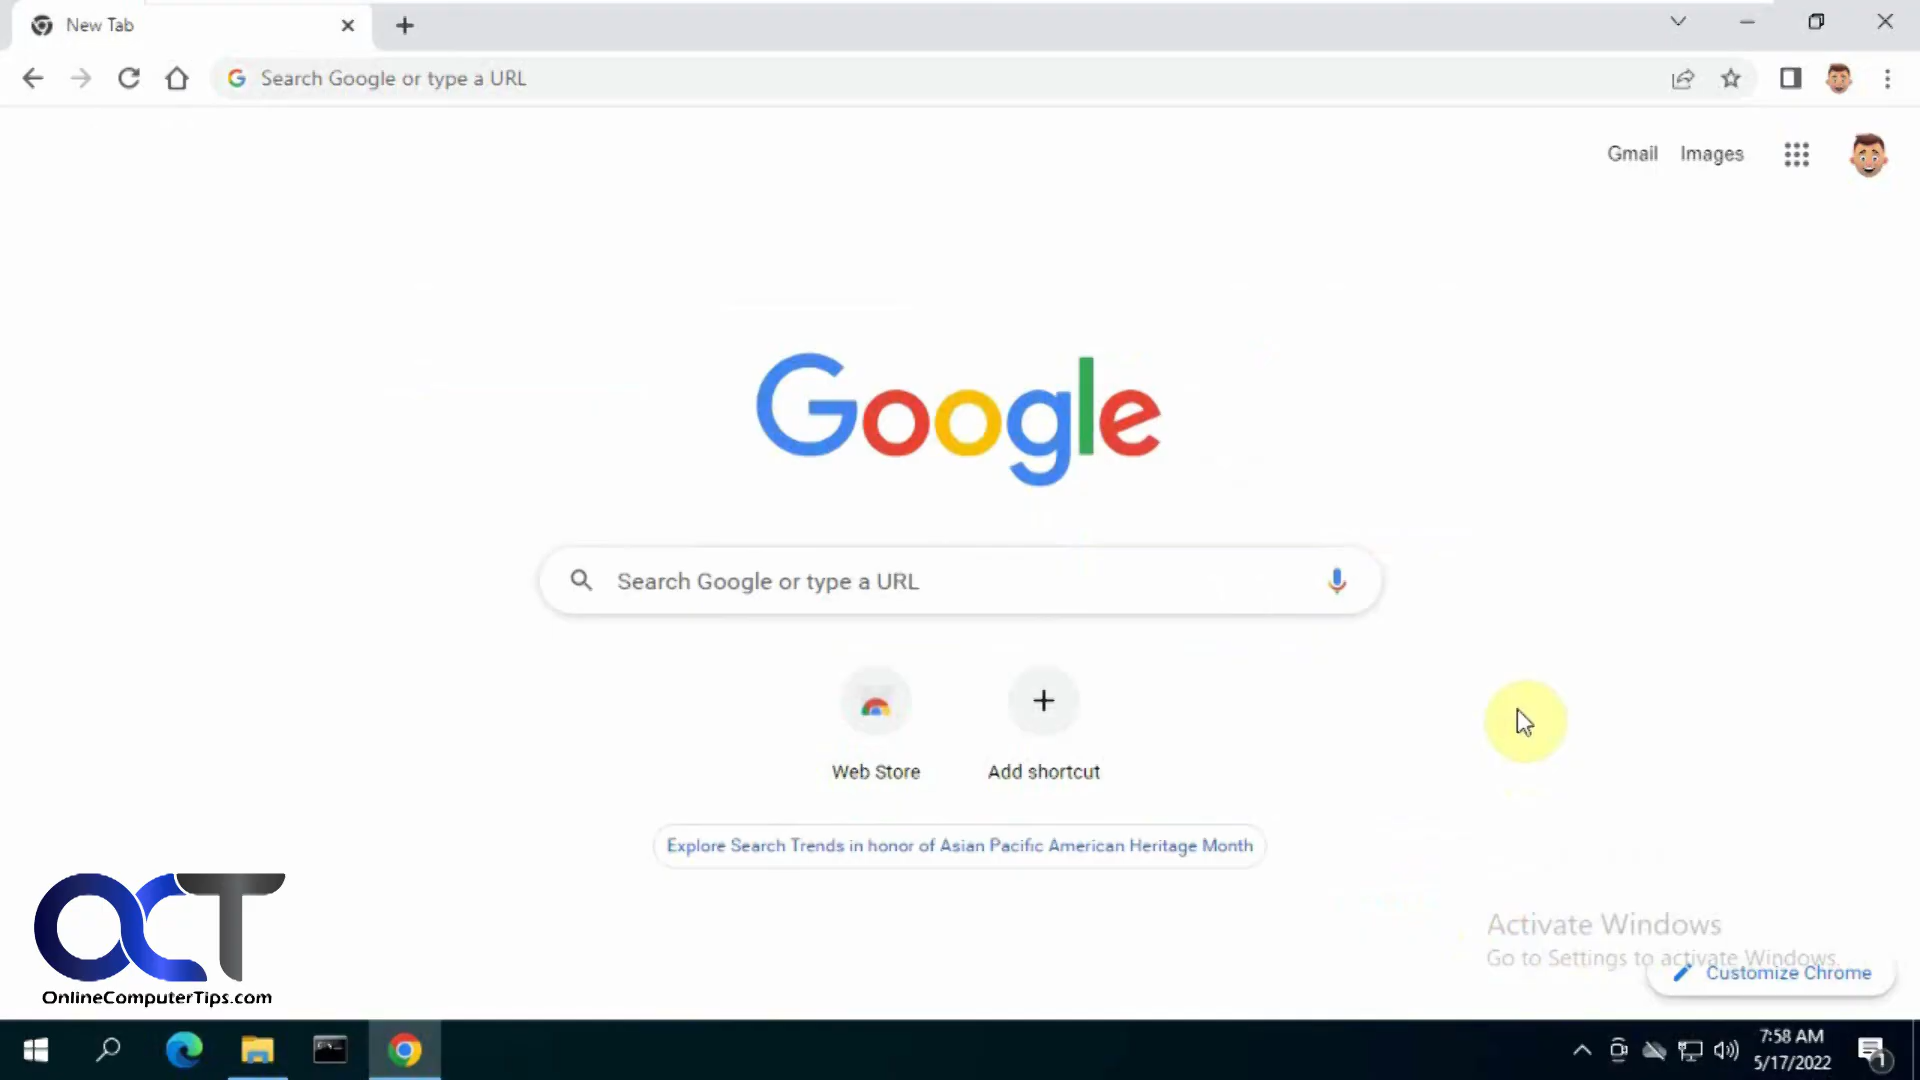 New Tab
Search Google or type a URL
Gmail Images
Google
Search Google or type a URL
Web Store
Add shortcut
Explore Search Trends in honor of Asian Pacific American Heritage Month
Activate Windows
Go to Settings to activate Windows.
Customize Chrome
OCT
OnlineComputerTips.com
7:58 AM
5/17/2022
1